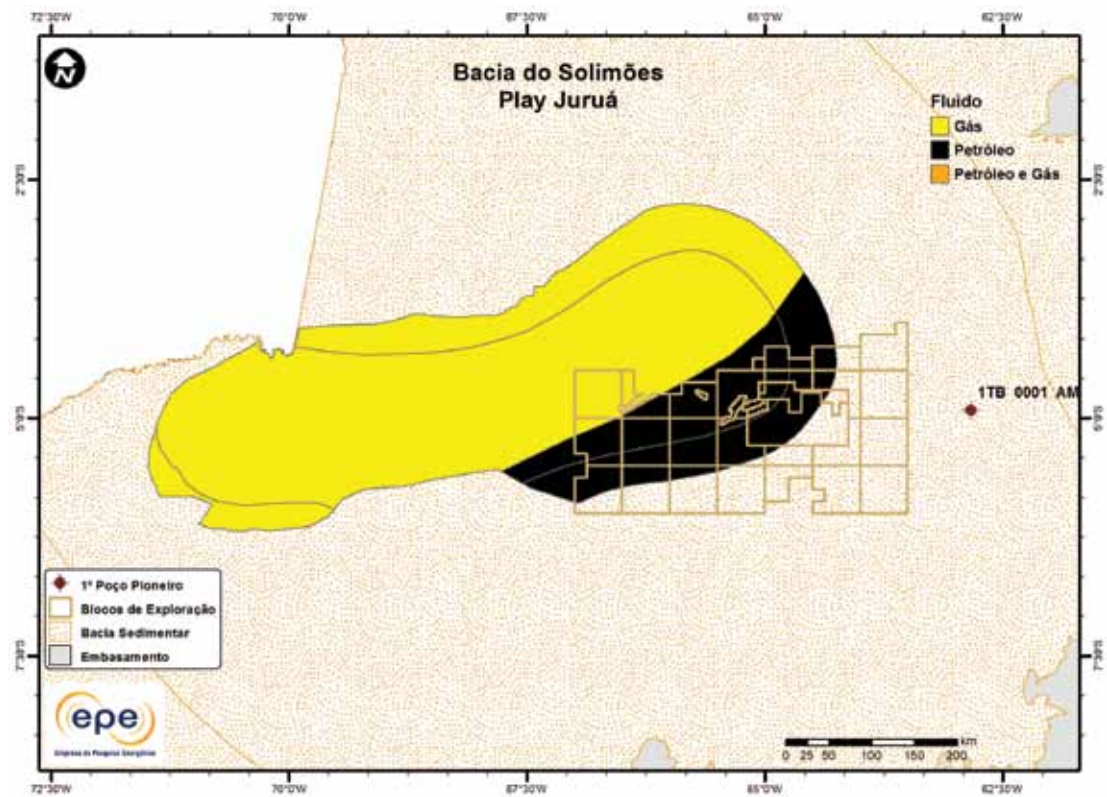 72°30'W 70°0'W 67°30'W 65°0'W 62°30'W
N
Bacia do Solimões
Play Juruá
Fluido
Gás
Petróleo
Petróleo e Gás
2°30'S 2°30'S
5°0'S 5°0'S
1TB 0001 AM
7°30'S 7°30'S
1º Poço Pioneiro
Blocos de Exploração
Bacia Sedimentar
Embasamento
epe
Empresa de Pesquisa Energética
km
0 25 50 100 150 200
72°30'W 70°0'W 67°30'W 65°0'W 62°30'W